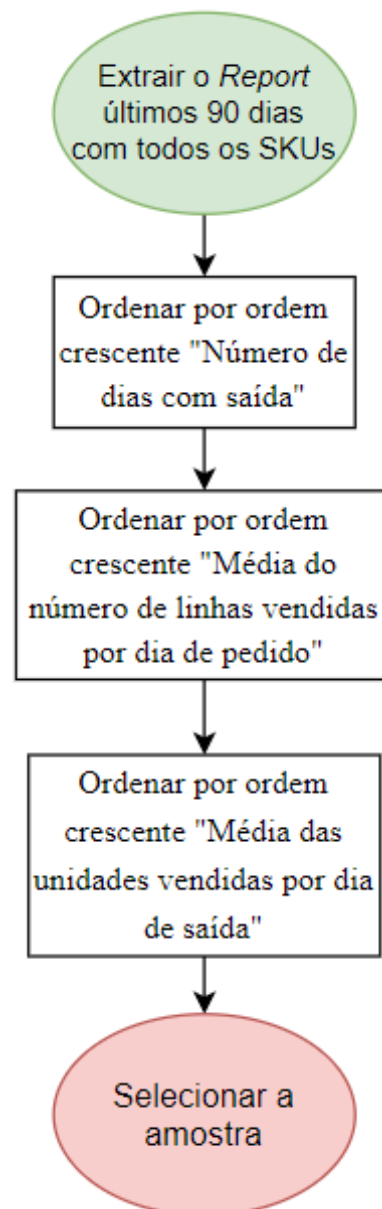 Extrair o Report
últimos 90 dias
com todos os SKUs
Ordenar por ordem
crescente "Número de
dias com saída"
Ordenar por ordem
crescente "Média do
número de linhas vendidas
por dia de pedido"
Ordenar por ordem
crescente "Média das
unidades vendidas por dia
de saída"
Selecionar a
amostra